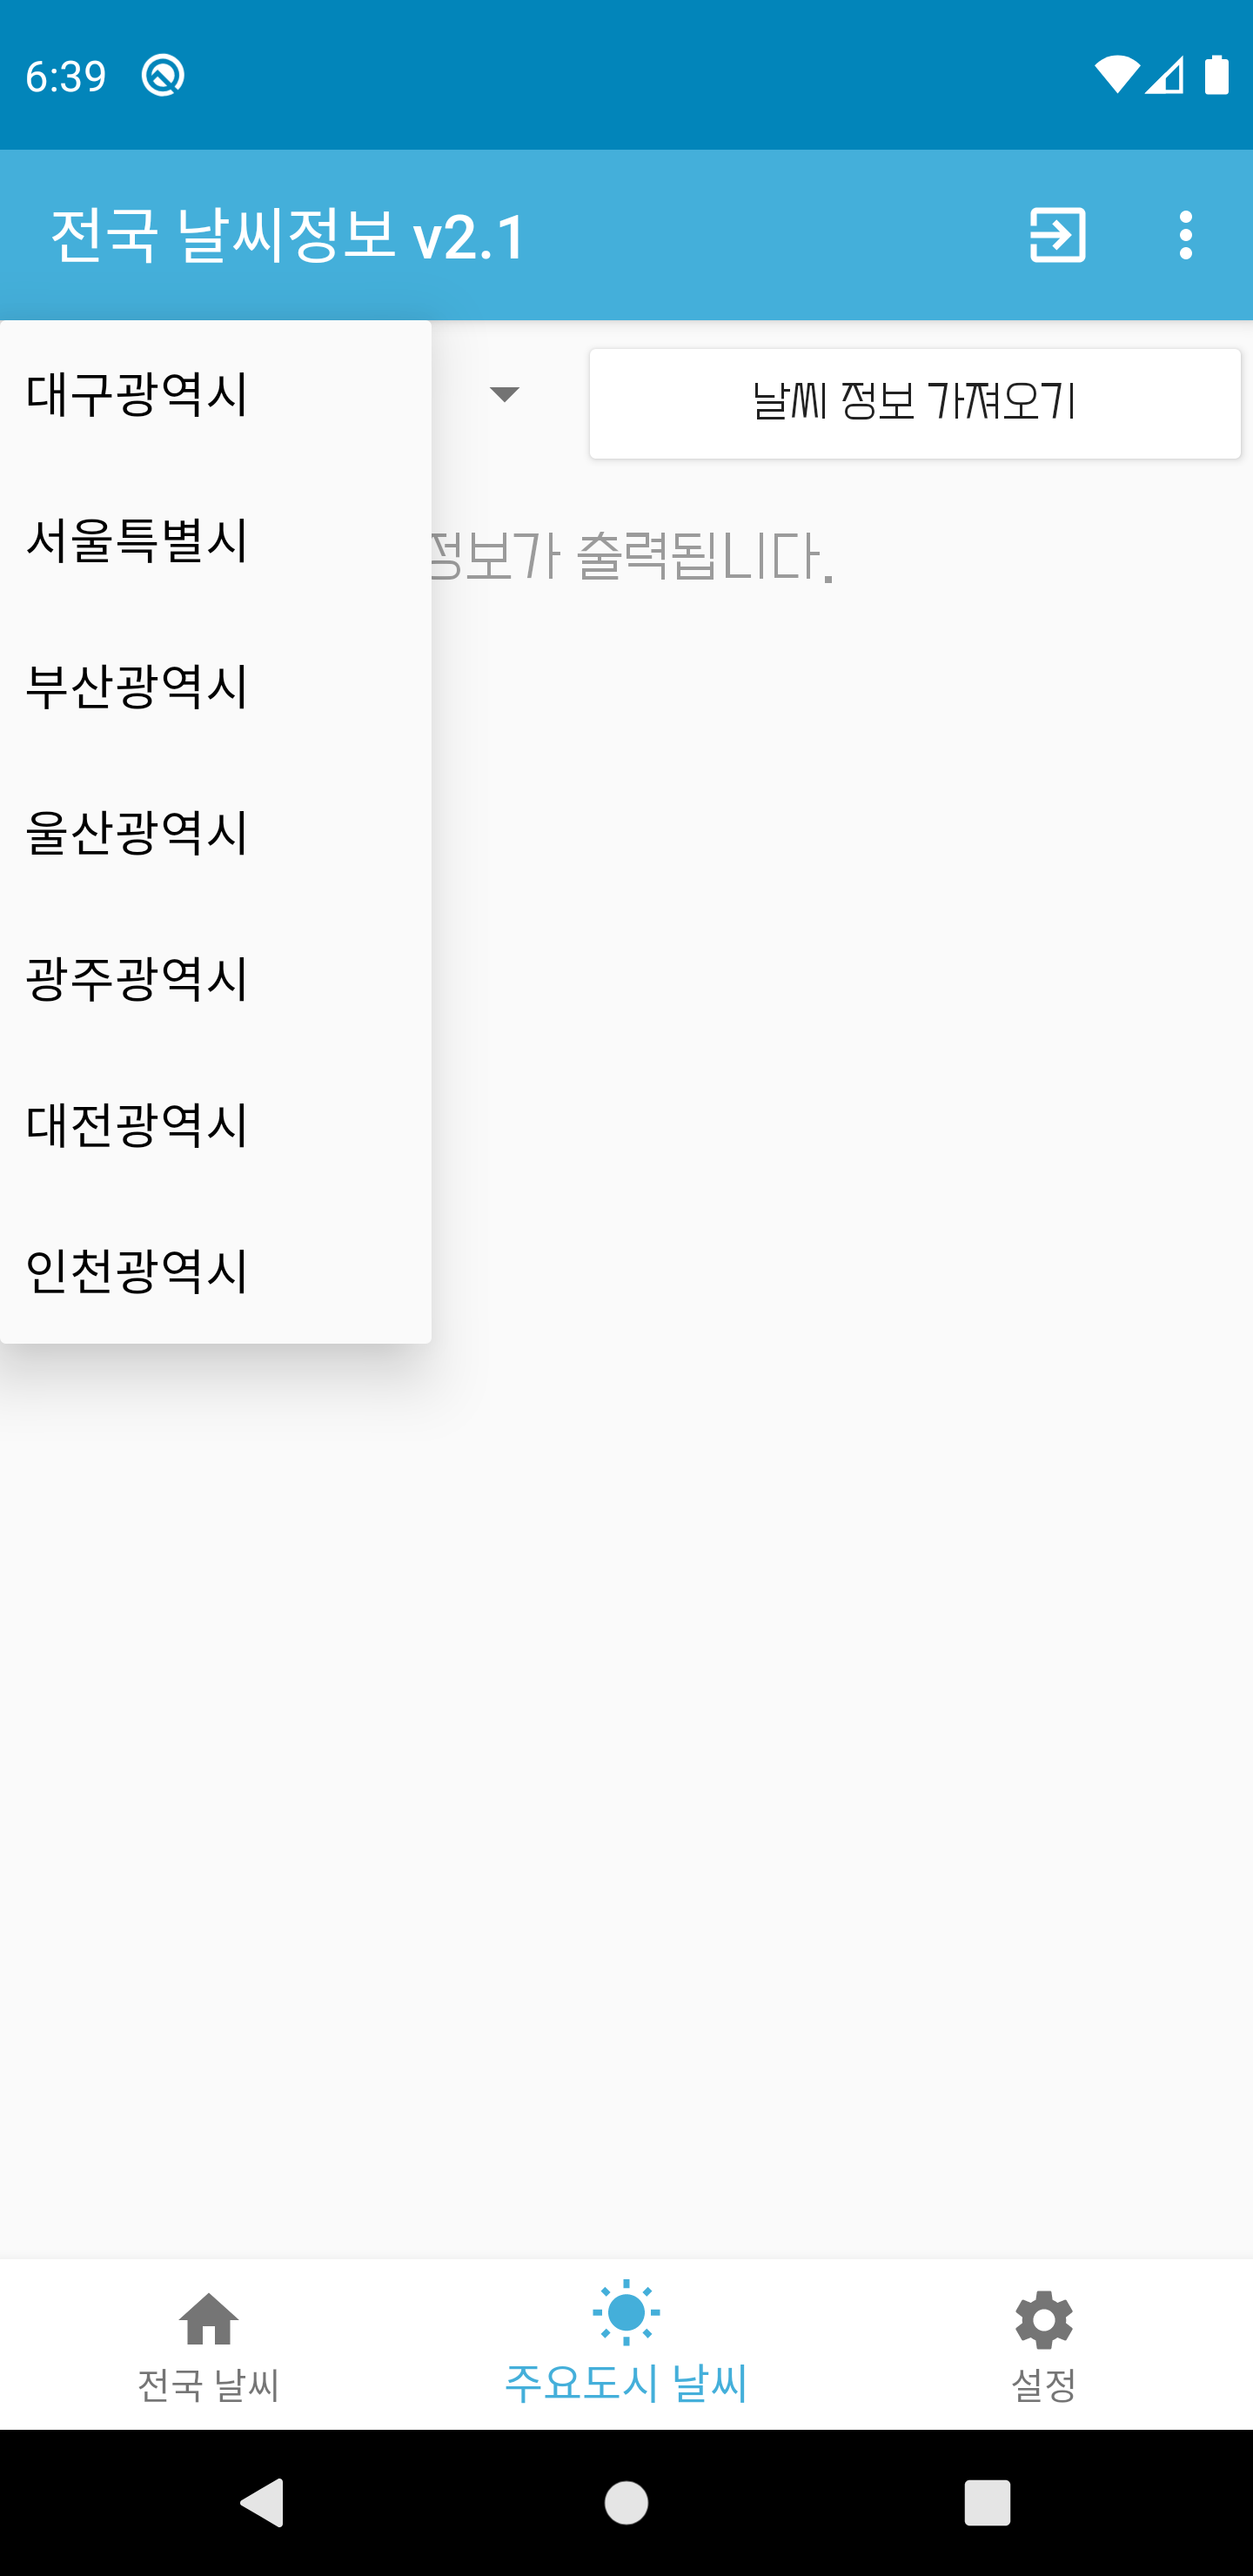 6:39
전국 날씨정보 v2.1
대구광역시
날씨 정보 가져오기
서울특별시
정보가 출력됩니다.
부산광역시
울산광역시
광주광역시
대전광역시
인천광역시
전국 날씨
주요도시 날씨
설정